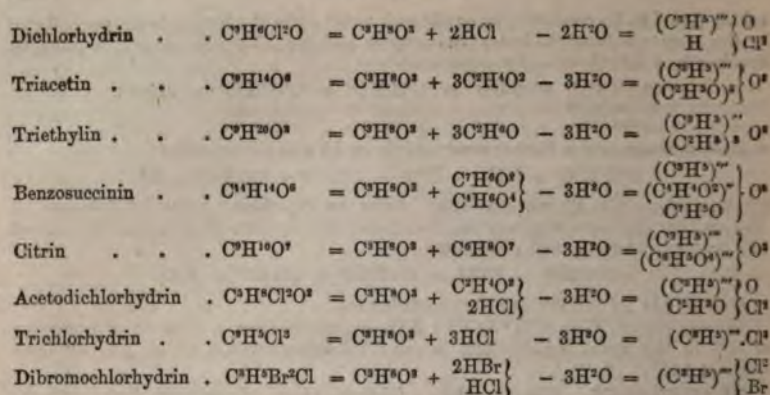 Dichlorhydrin . . C³H⁶Cl²O = C³H⁸O³ + 2HCl − 2H²O = (C³H⁵)‴ } O
H } Cl²
Triacetin . . . C⁹H¹⁴O⁶ = C³H⁸O³ + 3C²H⁴O² − 3H²O = (C³H⁵)‴ } O³
(C²H³O)³
Triethylin . . . C⁹H²⁰O³ = C³H⁸O³ + 3C²H⁶O − 3H²O = (C³H⁵)‴ } O³
(C²H⁵)³
Benzosuccinin . . C¹⁴H¹⁴O⁶ = C³H⁸O³ + C⁷H⁶O² } − 3H²O = (C³H⁵)‴ } O³
C⁴H⁶O⁴ (C⁴H⁴O²)″
C⁷H⁵O
Citrin . . . C⁹H¹⁰O⁷ = C³H⁸O³ + C⁶H⁸O⁷ − 3H²O = (C³H⁵)‴ } O³
(C⁶H⁵O⁴)‴
Acetodichlorhydrin . C⁵H⁸Cl²O² = C³H⁸O³ + C²H⁴O² } − 3H²O = (C³H⁵)‴ } O
2HCl C²H³O } Cl²
Trichlorhydrin . . C³H⁵Cl³ = C³H⁸O³ + 3HCl − 3H²O = (C³H⁵)‴.Cl³
Dibromochlorhydrin . C³H⁵Br²Cl = C³H⁸O³ + 2HBr } − 3H²O = (C³H⁵)‴ } Cl²
HCl Br